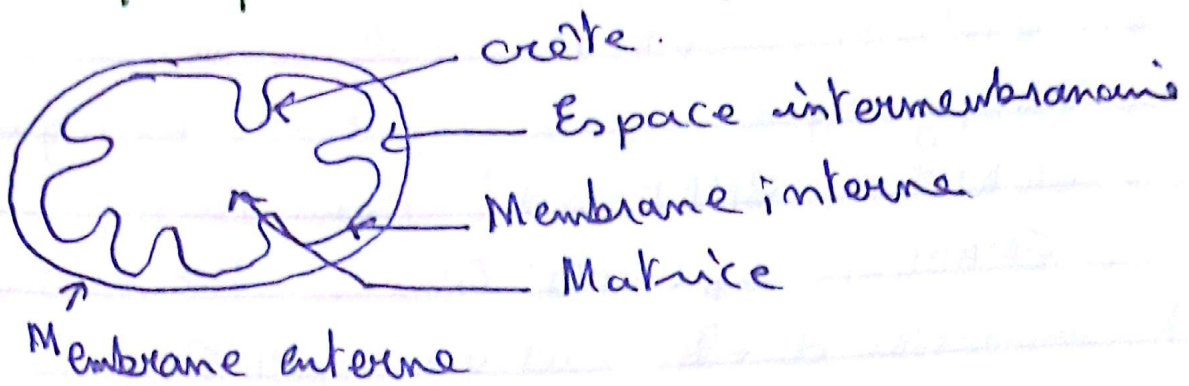 crête.
Espace intermembranaire
Membrane interne
Matrice
Membrane externe